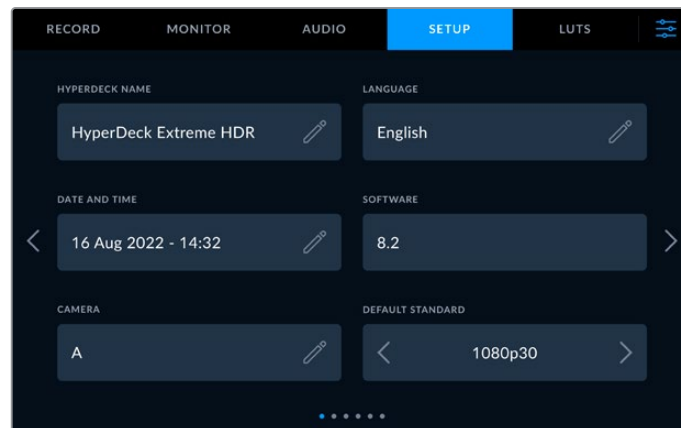 RECORD MONITOR AUDIO SETUP LUTS
HYPERDECK NAME LANGUAGE
HyperDeck Extreme HDR English
DATE AND TIME SOFTWARE
16 Aug 2022 - 14:32 8.2
CAMERA DEFAULT STANDARD
A 1080p30